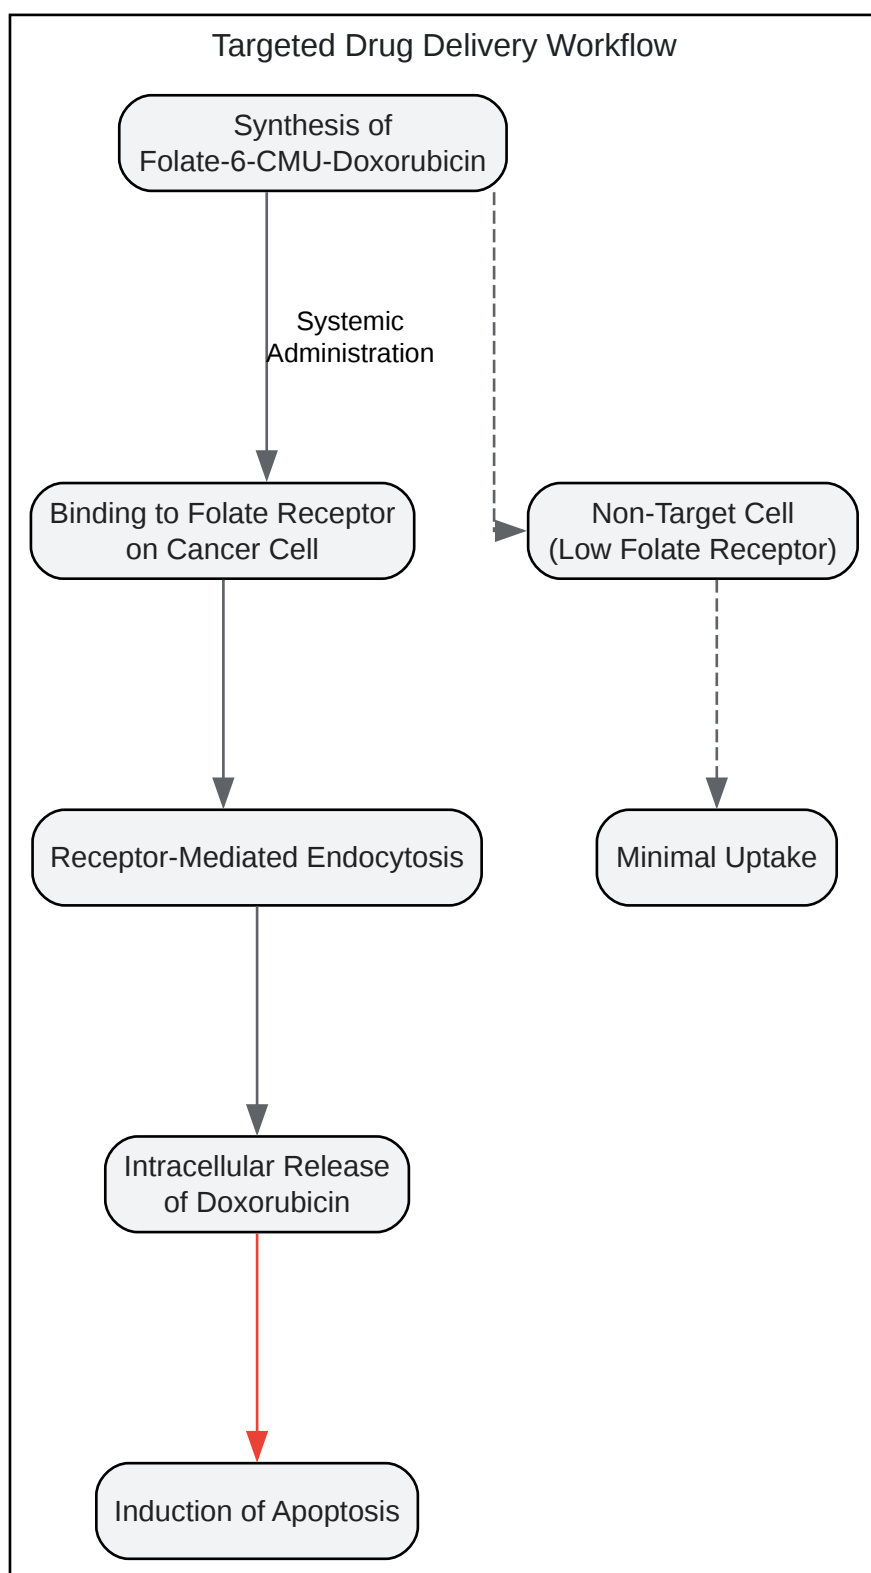 Targeted Drug Delivery Workflow
Synthesis of
Folate-6-CMU-Doxorubicin
Systemic
Administration
Binding to Folate Receptor
on Cancer Cell
Non-Target Cell
(Low Folate Receptor)
Receptor-Mediated Endocytosis
Minimal Uptake
Intracellular Release
of Doxorubicin
Induction of Apoptosis